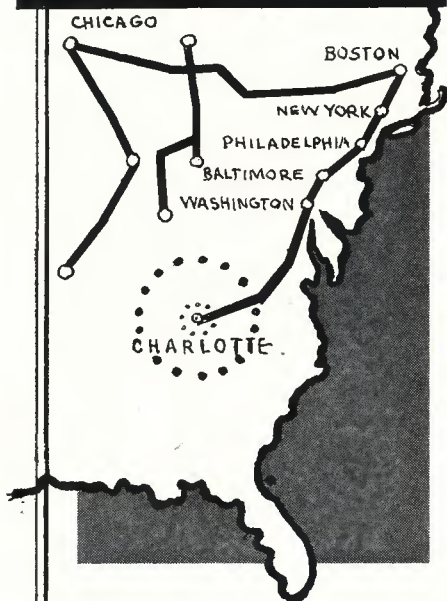 CHICAGO
BOSTON
NEW YORK
PHILADELPHIA
BALTIMORE
WASHINGTON
CHARLOTTE.